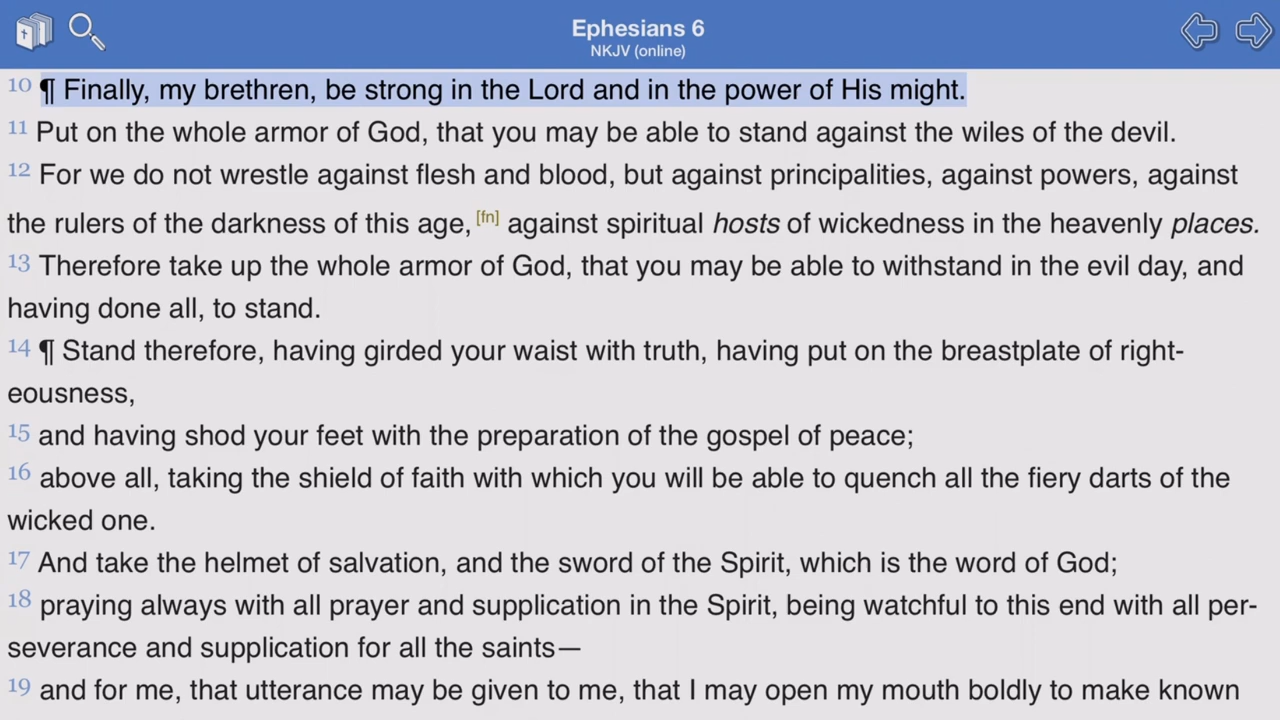 Ephesians 6
NKJV (online)
10 ¶ Finally, my brethren, be strong in the Lord and in the power of His might.
11 Put on the whole armor of God, that you may be able to stand against the wiles of the devil.
12 For we do not wrestle against flesh and blood, but against principalities, against powers, against
the rulers of the darkness of this age, [fn] against spiritual hosts of wickedness in the heavenly places.
13 Therefore take up the whole armor of God, that you may be able to withstand in the evil day, and
having done all, to stand.
14 ¶ Stand therefore, having girded your waist with truth, having put on the breastplate of right-
eousness,
15 and having shod your feet with the preparation of the gospel of peace;
16 above all, taking the shield of faith with which you will be able to quench all the fiery darts of the
wicked one.
17 And take the helmet of salvation, and the sword of the Spirit, which is the word of God;
18 praying always with all prayer and supplication in the Spirit, being watchful to this end with all per-
severance and supplication for all the saints—
19 and for me, that utterance may be given to me, that I may open my mouth boldly to make known